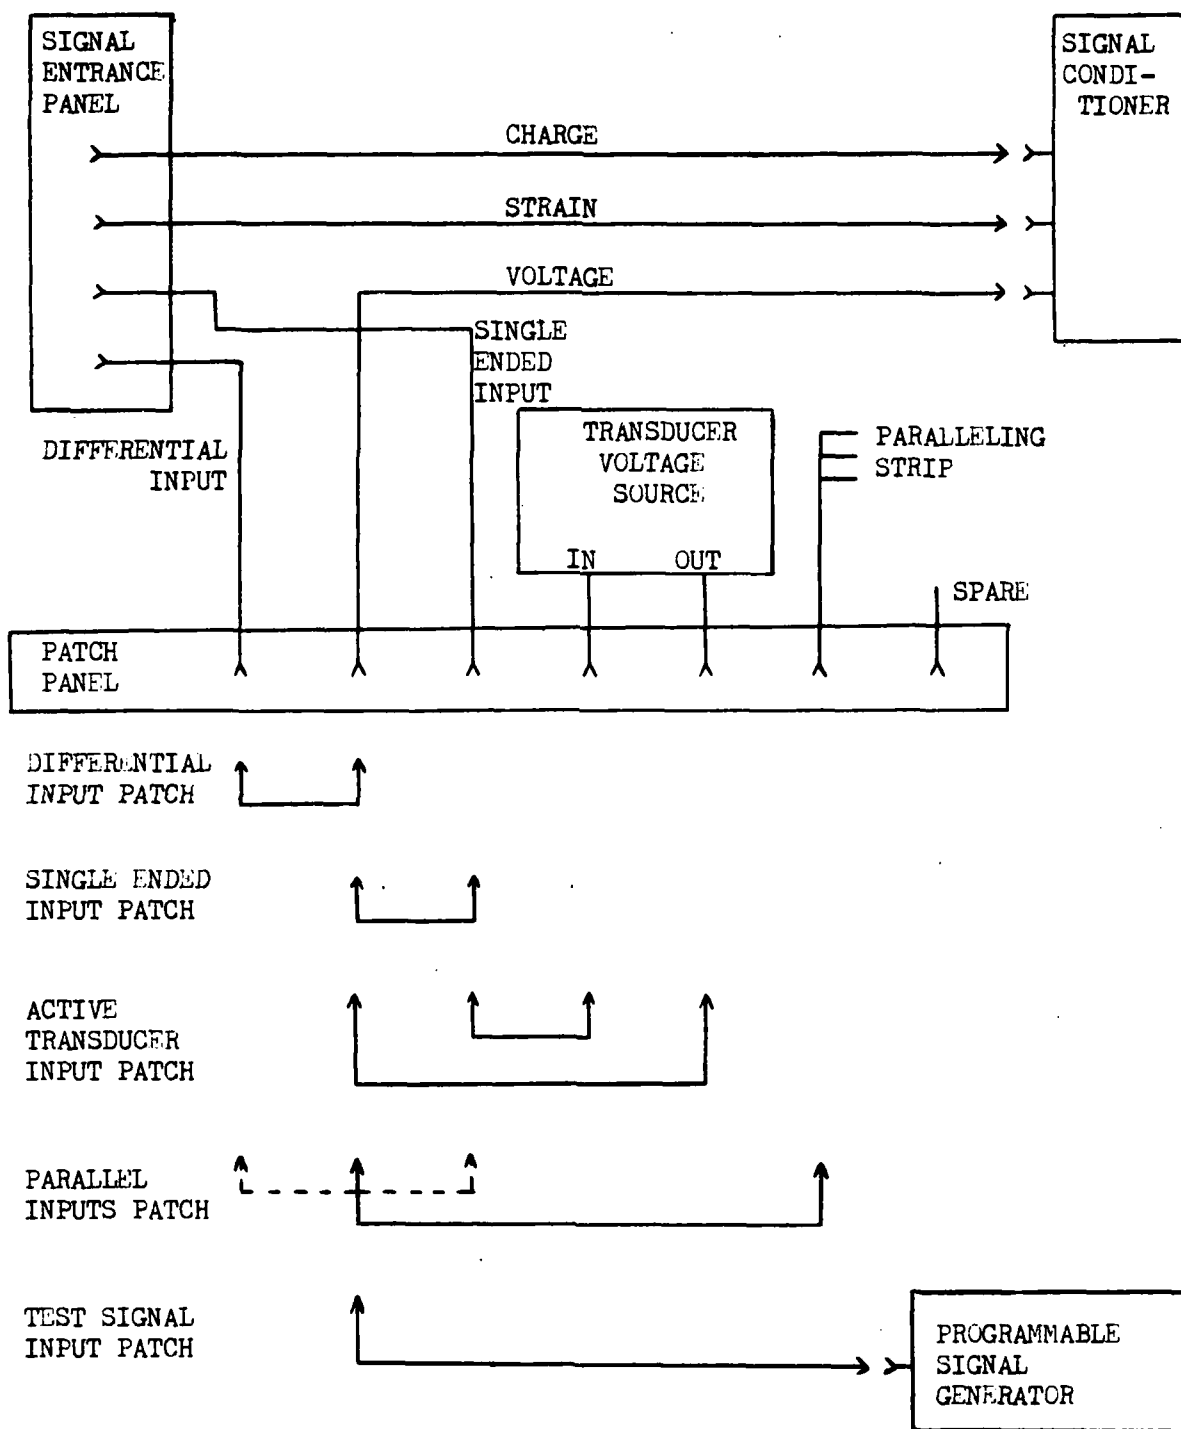 SIGNAL
ENTRANCE
PANEL
SIGNAL
CONDI-
TIONER
CHARGE
STRAIN
VOLTAGE
SINGLE
ENDED
INPUT
DIFFERENTIAL
INPUT
TRANSDUCER
VOLTAGE
SOURCE
IN OUT
PARALLELING
STRIP
SPARE
PATCH
PANEL
DIFFERENTIAL
INPUT PATCH
SINGLE ENDED
INPUT PATCH
ACTIVE
TRANSDUCER
INPUT PATCH
PARALLEL
INPUTS PATCH
TEST SIGNAL
INPUT PATCH
PROGRAMMABLE
SIGNAL
GENERATOR